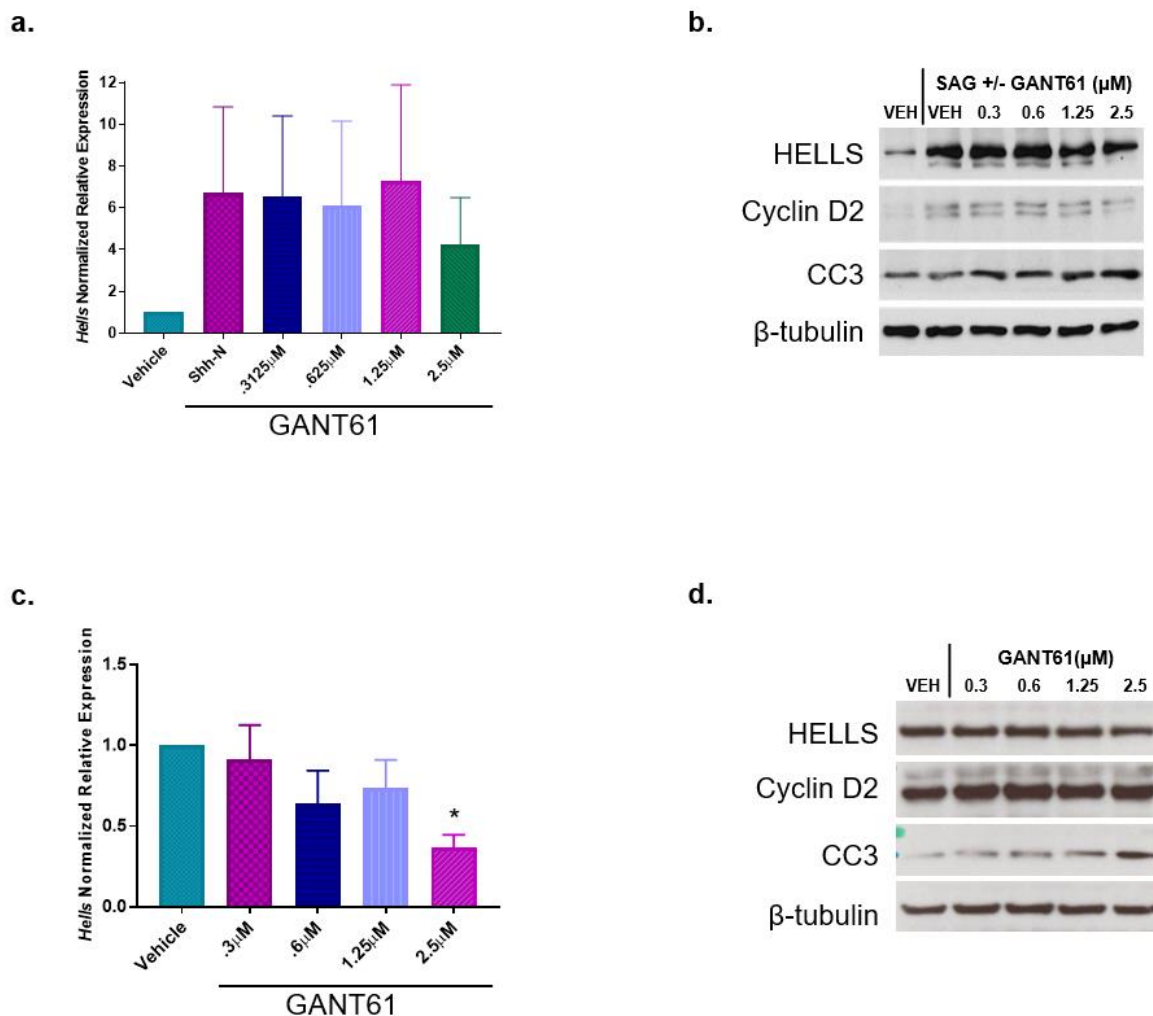 a.
Hells Normalized Relative Expression
12
10
8
6
4
2
0
Vehicle
Shh-N
.3125µM
.625µM
1.25µM
2.5µM
GANT61
b.
SAG +/- GANT61 (µM)
VEH VEH 0.3 0.6 1.25 2.5
HELLS
Cyclin D2
CC3
β-tubulin
c.
Hells Normalized Relative Expression
1.5
1.0
0.5
0.0
*
Vehicle
.3µM
.6µM
1.25µM
2.5µM
GANT61
d.
GANT61(µM)
VEH 0.3 0.6 1.25 2.5
HELLS
Cyclin D2
CC3
β-tubulin